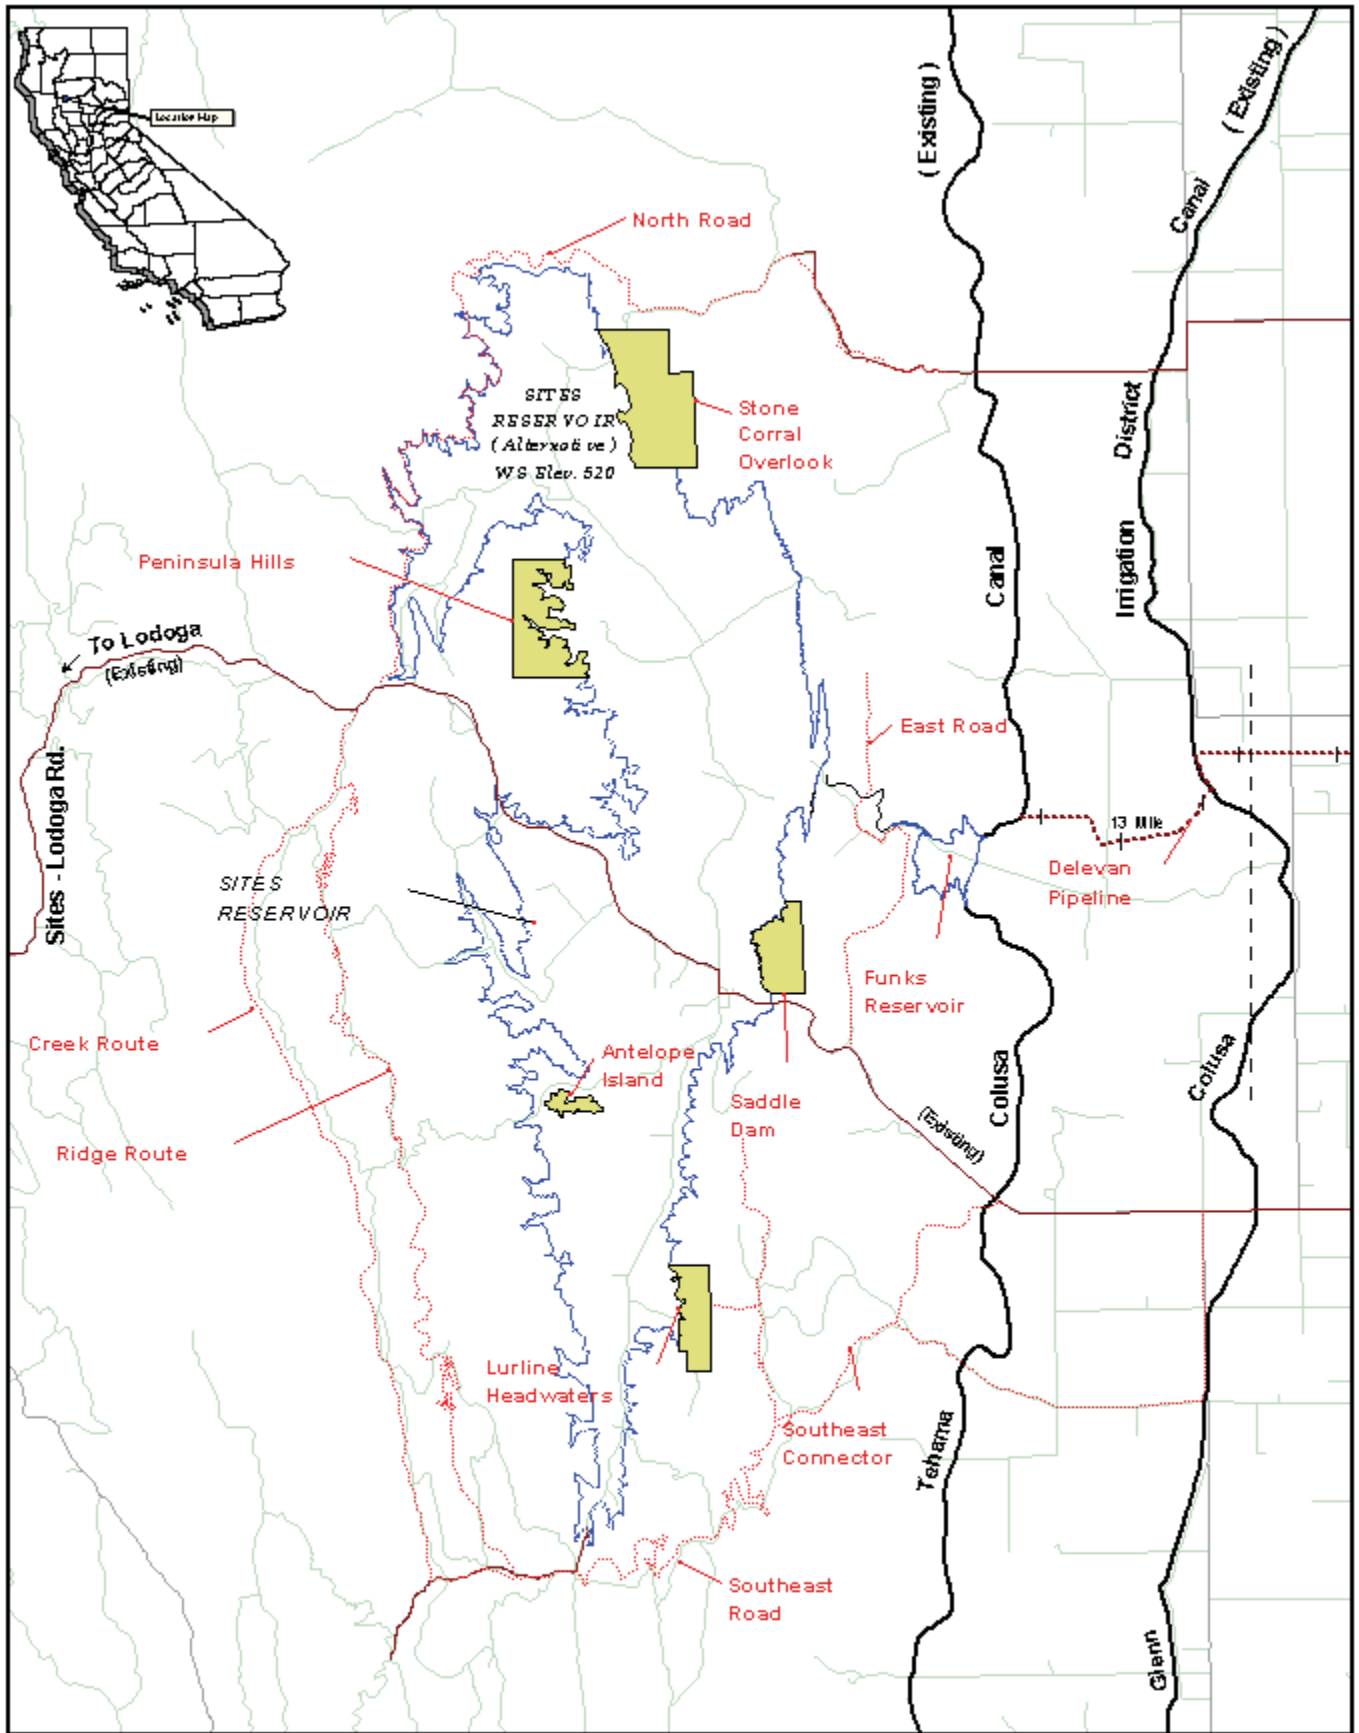 Location Map
( Existing )
( Existing )
Canal
North Road
SITES
RESERVOIR
( Alternative )
WS Elev. 520
Stone
Corral
Overlook
District
Irrigation
Canal
Peninsula Hills
To Lodoga
(Existing)
Sites - Lodoga Rd.
East Road
13 Mile
Delevan
Pipeline
SITES
RESERVOIR
Funks
Reservoir
Creek Route
Antelope
Island
Saddle
Dam
Colusa
Colusa
(Existing)
Ridge Route
Lurline
Headwaters
Southeast
Connector
Tehama
Southeast
Road
Glenn